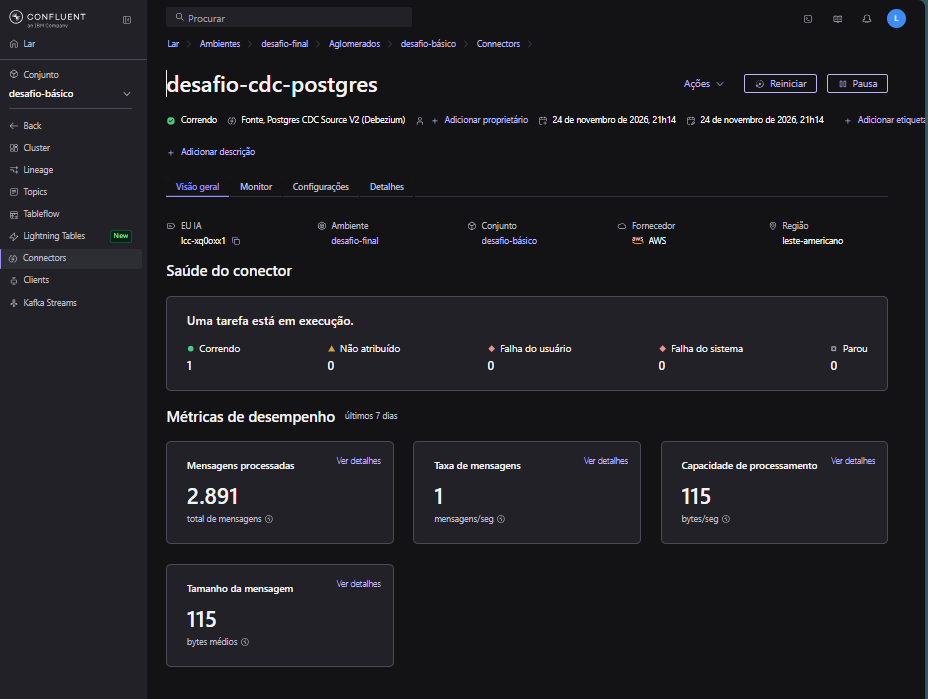 CONFLUENT
an IBM Company
Procurar
L
Lar
Conjunto
desafio-básico
Back
Cluster
Lineage
Topics
Tableflow
Lightning Tables New
Connectors
Clients
Kafka Streams
Lar
Ambientes
desafio-final
Aglomerados
desafio-básico
Connectors
desafio-cdc-postgres
Ações
Reiniciar
Pausa
Correndo
Fonte, Postgres CDC Source V2 (Debezium)
+ Adicionar proprietário
24 de novembro de 2026, 21h14
24 de novembro de 2026, 21h14
+ Adicionar etiqueta
+ Adicionar descrição
Visão geral
Monitor
Configurações
Detalhes
EU IA
lcc-xq0oxx1
Ambiente
desafio-final
Conjunto
desafio-básico
Fornecedor
aws AWS
Região
leste-americano
Saúde do conector
Uma tarefa está em execução.
Correndo
1
Não atribuído
0
Falha do usuário
0
Falha do sistema
0
Parou
0
Métricas de desempenho últimos 7 dias
Mensagens processadas
Ver detalhes
2.891
total de mensagens
Taxa de mensagens
Ver detalhes
1
mensagens/seg
Capacidade de processamento
Ver detalhes
115
bytes/seg
Tamanho da mensagem
Ver detalhes
115
bytes médios